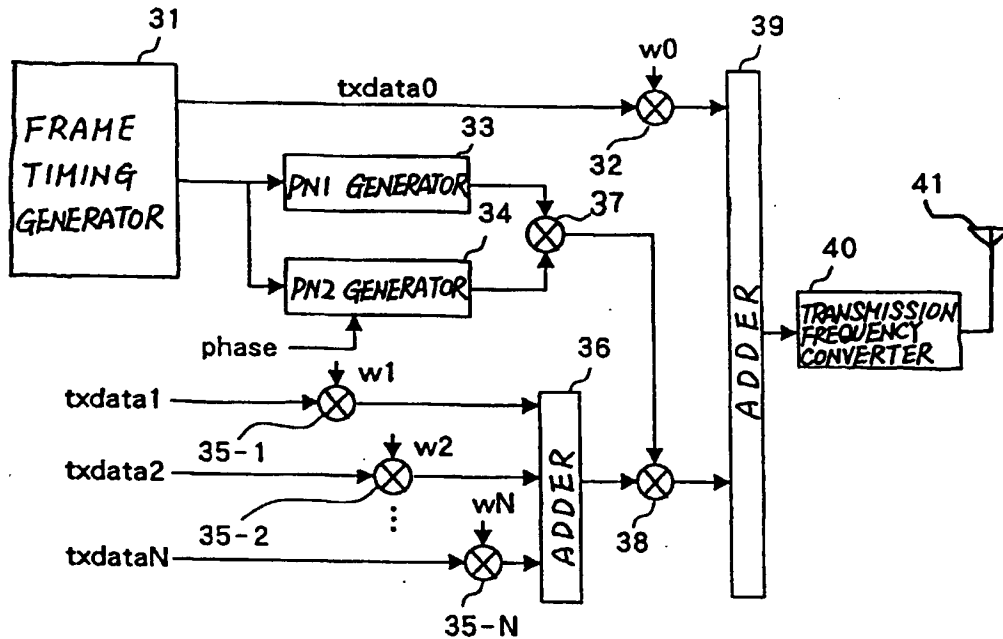 31
39
w0
txdata0
32
FRAME
TIMING
GENERATOR
33
PN1 GENERATOR
37
34
PN2 GENERATOR
phase
41
40
TRANSMISSION
FREQUENCY
CONVERTER
ADDER
36
w1
txdata1
35-1
w2
txdata2
35-2
ADDER
38
wN
txdataN
35-N